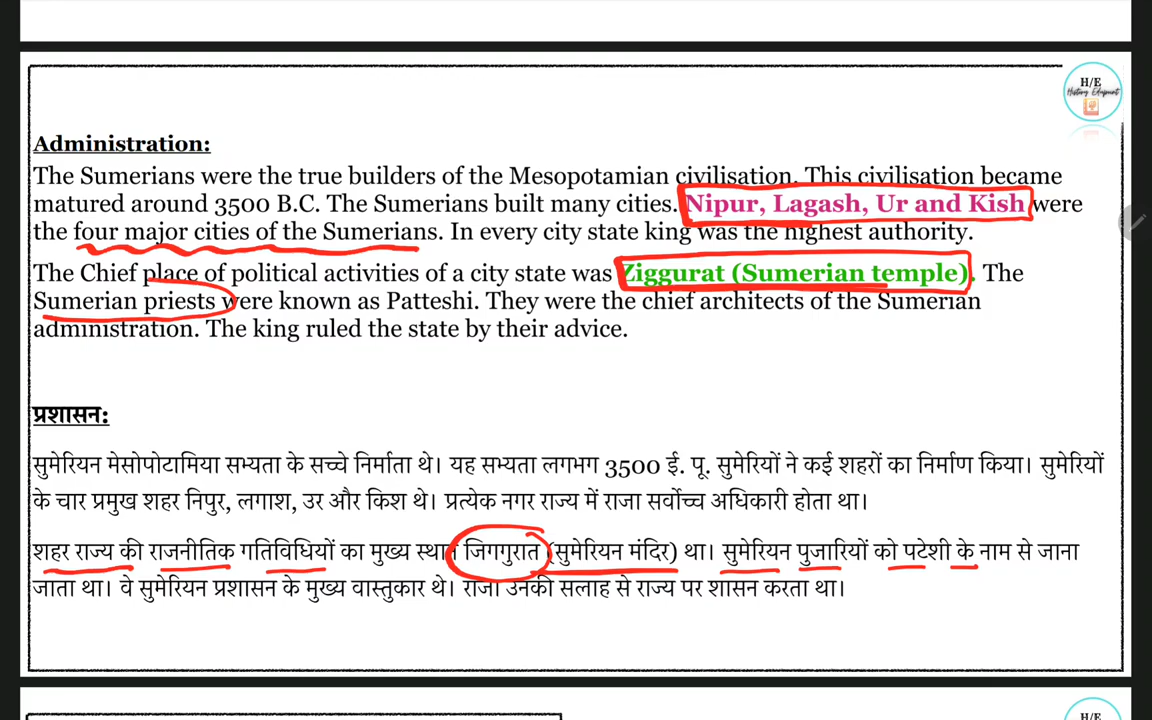 H/E
History Edupoint
Administration:
The Sumerians were the true builders of the Mesopotamian civilisation. This civilisation became
matured around 3500 B.C. The Sumerians built many cities. Nipur, Lagash, Ur and Kish were
the four major cities of the Sumerians. In every city state king was the highest authority.
The Chief place of political activities of a city state was Ziggurat (Sumerian temple). The
Sumerian priests were known as Patteshi. They were the chief architects of the Sumerian
administration. The king ruled the state by their advice.
प्रशासन:
सुमेरियन मेसोपोटामिया सभ्यता के सच्चे निर्माता थे। यह सभ्यता लगभग 3500 ई. पू. सुमेरियों ने कई शहरों का निर्माण किया। सुमेरियों
के चार प्रमुख शहर निपुर, लगाश, उर और किश थे। प्रत्येक नगर राज्य में राजा सर्वोच्च अधिकारी होता था।
शहर राज्य की राजनीतिक गतिविधियों का मुख्य स्थान जिगगुरात (सुमेरियन मंदिर) था। सुमेरियन पुजारियों को पटेशी के नाम से जाना
जाता था। वे सुमेरियन प्रशासन के मुख्य वास्तुकार थे। राजा उनकी सलाह से राज्य पर शासन करता था।
H/E